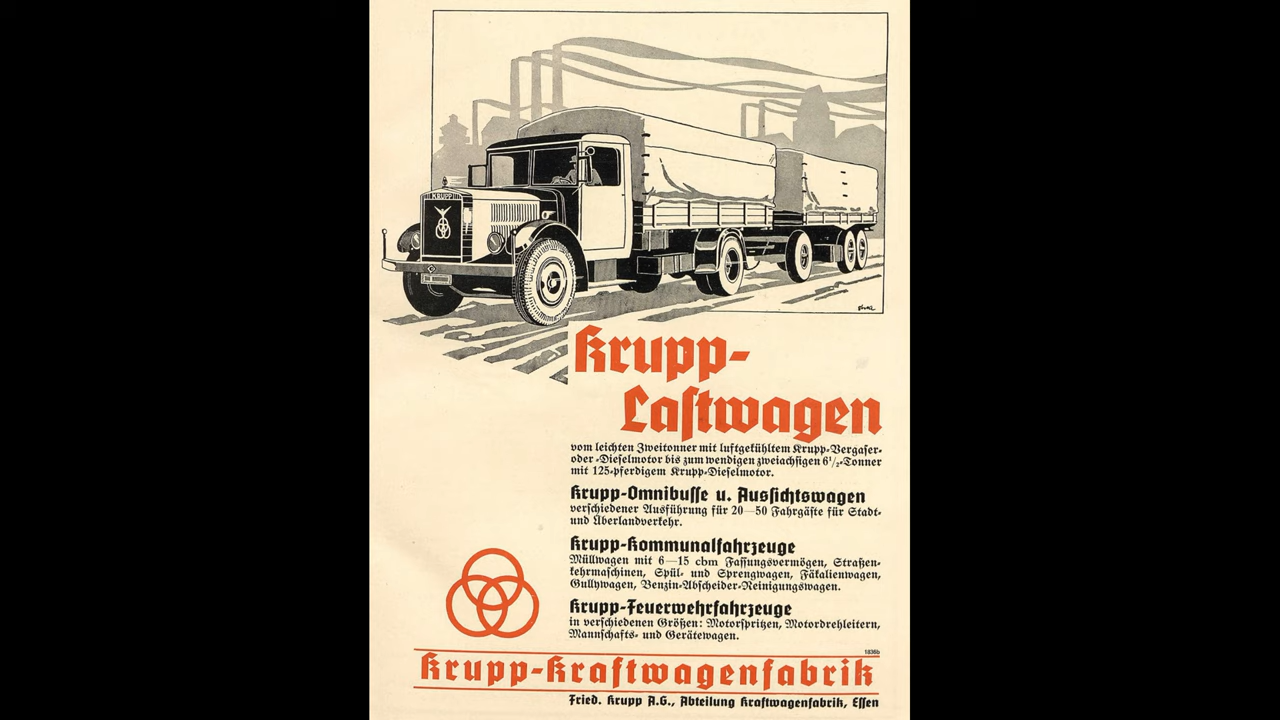 KRUPP
Krupp-
Laſtwagen
vom leichten Zweitonner mit luftgekühltem Krupp-Vergaſer-
oder -Dieſelmotor bis zum wendigen zweiachſigen 6½-Tonner
mit 125-pferdigem Krupp-Dieſelmotor.
Krupp-Omnibuſſe u. Ausſichtswagen
verſchiedener Ausführung für 20—50 Fahrgäſte für Stadt-
und Überlandverkehr.
Krupp-Kommunalfahrzeuge
Müllwagen mit 6—15 cbm Faſſungsvermögen, Straßen-
kehrmaſchinen, Spül- und Sprengwagen, Fäkalienwagen,
Gullywagen, Benzin-Abſcheider-Reinigungswagen.
Krupp-Feuerwehrfahrzeuge
in verſchiedenen Größen: Motorſpritzen, Motordrehleitern,
Mannſchafts- und Gerätewagen.
1836b
Krupp-Kraftwagenfabrik
Fried. Krupp A.G., Abteilung Kraftwagenfabrik, Eſſen